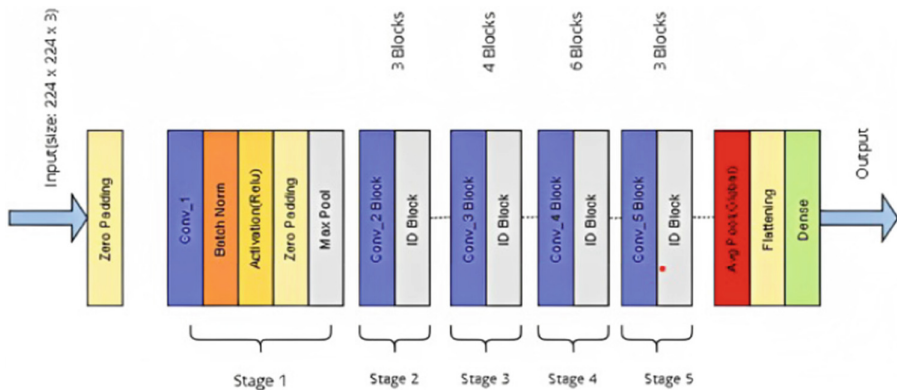 Input(size: 224 x 224 x 3)
3 Blocks
4 Blocks
6 Blocks
3 Blocks
Zero Padding
Conv_1
Batch Norm
Activation(Relu)
Zero Padding
Max Pool
Conv_2 Block
ID Block
Conv_3 Block
ID Block
Conv_4 Block
ID Block
Conv_5 Block
ID Block
Avg Pool(Global)
Flattening
Dense
Output
Stage 1
Stage 2
Stage 3
Stage 4
Stage 5